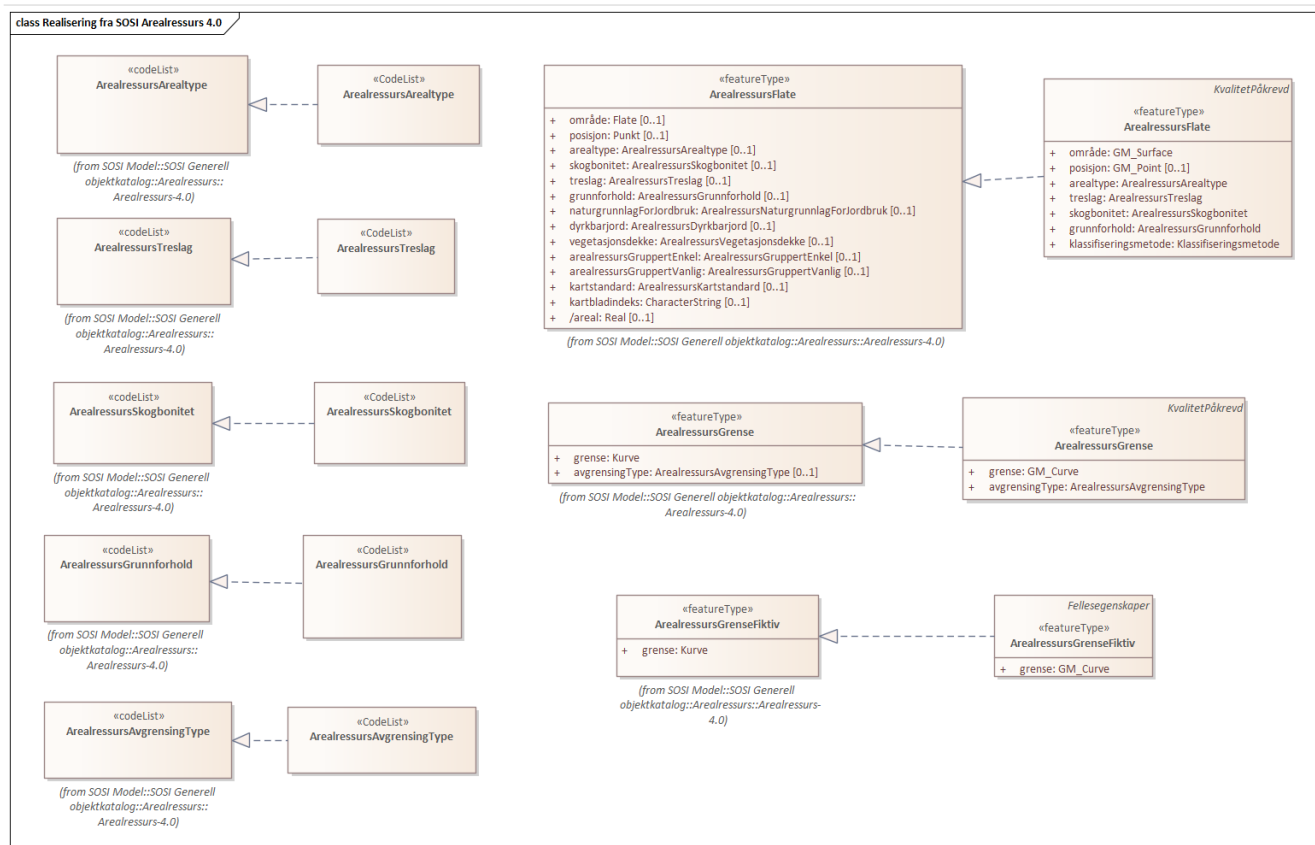 class Realisering fra SOSI Arealressurs 4.0
«codeList»
ArealressursArealtype
(from SOSI Model::SOSI Generell
objektkatalog::Arealressurs::
Arealressurs-4.0)
«CodeList»
ArealressursArealtype
«codeList»
ArealressursTreslag
(from SOSI Model::SOSI Generell
objektkatalog::Arealressurs::
Arealressurs-4.0)
«CodeList»
ArealressursTreslag
«codeList»
ArealressursSkogbonitet
(from SOSI Model::SOSI Generell
objektkatalog::Arealressurs::
Arealressurs-4.0)
«CodeList»
ArealressursSkogbonitet
«codeList»
ArealressursGrunnforhold
(from SOSI Model::SOSI Generell
objektkatalog::Arealressurs::
Arealressurs-4.0)
«CodeList»
ArealressursGrunnforhold
«codeList»
ArealressursAvgrensingType
(from SOSI Model::SOSI Generell
objektkatalog::Arealressurs::
Arealressurs-4.0)
«CodeList»
ArealressursAvgrensingType
«featureType»
ArealressursFlate
+ område: Flate [0..1]
+ posisjon: Punkt [0..1]
+ arealtype: ArealressursArealtype [0..1]
+ skogbonitet: ArealressursSkogbonitet [0..1]
+ treslag: ArealressursTreslag [0..1]
+ grunnforhold: ArealressursGrunnforhold [0..1]
+ naturgrunnlagForJordbruk: ArealressursNaturgrunnlagForJordbruk [0..1]
+ dyrkbarjord: ArealressursDyrkbarjord [0..1]
+ vegetasjonsdekke: ArealressursVegetasjonsdekke [0..1]
+ arealressursGruppertEnkel: ArealressursGruppertEnkel [0..1]
+ arealressursGruppertVanlig: ArealressursGruppertVanlig [0..1]
+ kartstandard: ArealressursKartstandard [0..1]
+ kartbladindeks: CharacterString [0..1]
+ /areal: Real [0..1]
(from SOSI Model::SOSI Generell objektkatalog::Arealressurs::Arealressurs-4.0)
KvalitetPåkrevd
«featureType»
ArealressursFlate
+ område: GM_Surface
+ posisjon: GM_Point [0..1]
+ arealtype: ArealressursArealtype
+ treslag: ArealressursTreslag
+ skogbonitet: ArealressursSkogbonitet
+ grunnforhold: ArealressursGrunnforhold
+ klassifiseringsmetode: Klassifiseringsmetode
«featureType»
ArealressursGrense
+ grense: Kurve
+ avgrensingType: ArealressursAvgrensingType [0..1]
(from SOSI Model::SOSI Generell objektkatalog::Arealressurs::
Arealressurs-4.0)
KvalitetPåkrevd
«featureType»
ArealressursGrense
+ grense: GM_Curve
+ avgrensingType: ArealressursAvgrensingType
«featureType»
ArealressursGrenseFiktiv
+ grense: Kurve
(from SOSI Model::SOSI Generell
objektkatalog::Arealressurs::Arealressurs-
4.0)
Fellesegenskaper
«featureType»
ArealressursGrenseFiktiv
+ grense: GM_Curve